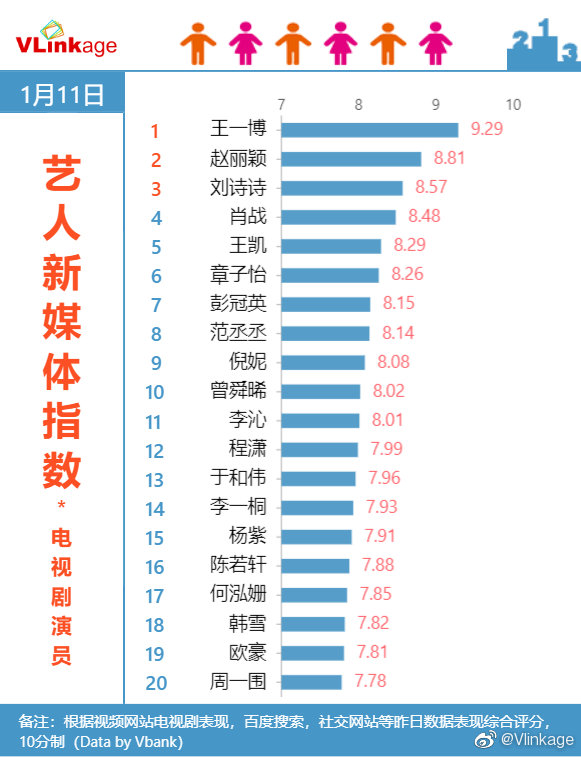 VLinkage
2 1 3
1月11日
艺人新媒体指数
*
电视剧演员
7 8 9 10
1 王一博 9.29
2 赵丽颖 8.81
3 刘诗诗 8.57
4 肖战 8.48
5 王凯 8.29
6 章子怡 8.26
7 彭冠英 8.15
8 范丞丞 8.14
9 倪妮 8.08
10 曾舜晞 8.02
11 李沁 8.01
12 程潇 7.99
13 于和伟 7.96
14 李一桐 7.93
15 杨紫 7.91
16 陈若轩 7.88
17 何泓姗 7.85
18 韩雪 7.82
19 欧豪 7.81
20 周一围 7.78
备注：根据视频网站电视剧表现，百度搜索，社交网站等昨日数据表现综合评分，
10分制（Data by Vbank）
@Vlinkage